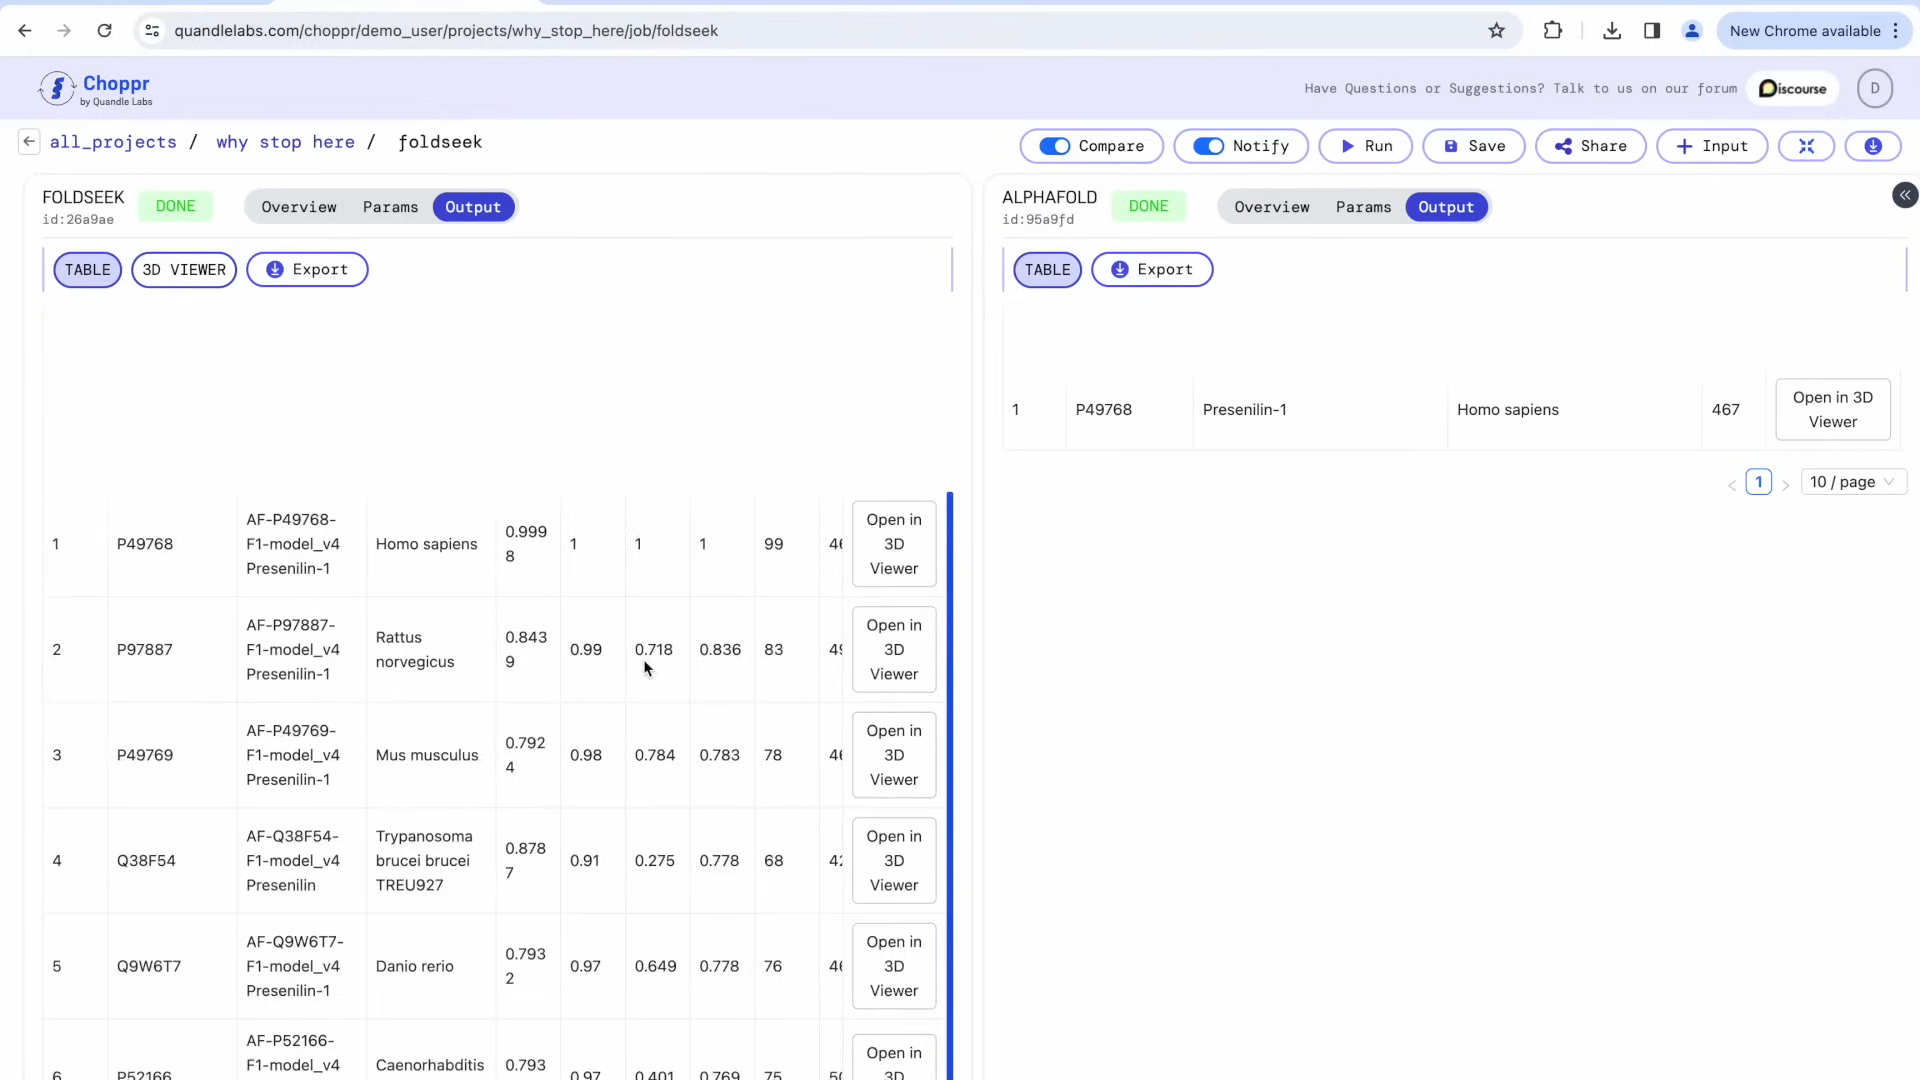 quandlelabs.com/choppr/demo_user/projects/why_stop_here/job/foldseek
New Chrome available
Choppr
by Quandle Labs
Have Questions or Suggestions? Talk to us on our forum
Discourse
D
all_projects / why stop here / foldseek
Compare
Notify
Run
Save
Share
Input
FOLDSEEK
id:26a9ae
DONE
Overview
Params
Output
TABLE
3D VIEWER
Export
1
P49768
AF-P49768-
F1-model_v4
Presenilin-1
Homo sapiens
0.999
8
1
1
1
99
Open in
3D
Viewer
2
P97887
AF-P97887-
F1-model_v4
Presenilin-1
Rattus
norvegicus
0.843
9
0.99
0.718
0.836
83
Open in
3D
Viewer
3
P49769
AF-P49769-
F1-model_v4
Presenilin-1
Mus musculus
0.792
4
0.98
0.784
0.783
78
Open in
3D
Viewer
4
Q38F54
AF-Q38F54-
F1-model_v4
Presenilin
Trypanosoma
brucei brucei
TREU927
0.878
7
0.91
0.275
0.778
68
Open in
3D
Viewer
5
Q9W6T7
AF-Q9W6T7-
F1-model_v4
Presenilin-1
Danio rerio
0.793
2
0.97
0.649
0.778
76
Open in
3D
Viewer
6
P52166
AF-P52166-
F1-model_v4
Caenorhabditis
0.793
0.97
0.401
0.769
75
Open in
3D
ALPHAFOLD
id:95a9fd
DONE
Overview
Params
Output
TABLE
Export
1
P49768
Presenilin-1
Homo sapiens
467
Open in 3D
Viewer
1
10 / page